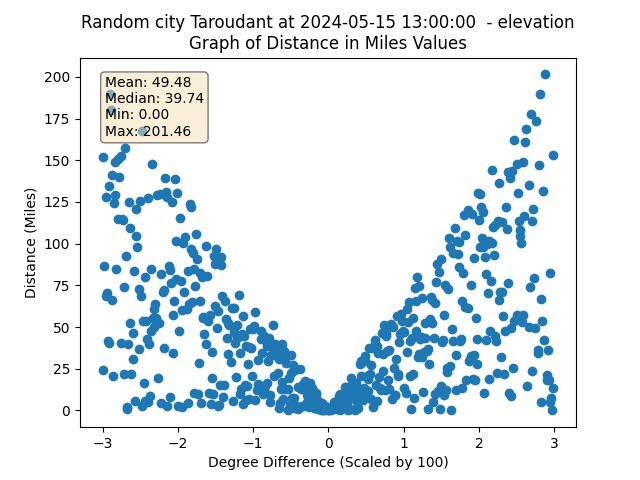 Random city Taroudant at 2024-05-15 13:00:00  - elevation
Graph of Distance in Miles Values
Mean: 49.48
Median: 39.74
Min: 0.00
Max: 201.46
200
175
150
125
100
75
50
25
0
Distance (Miles)
−3
−2
−1
0
1
2
3
Degree Difference (Scaled by 100)